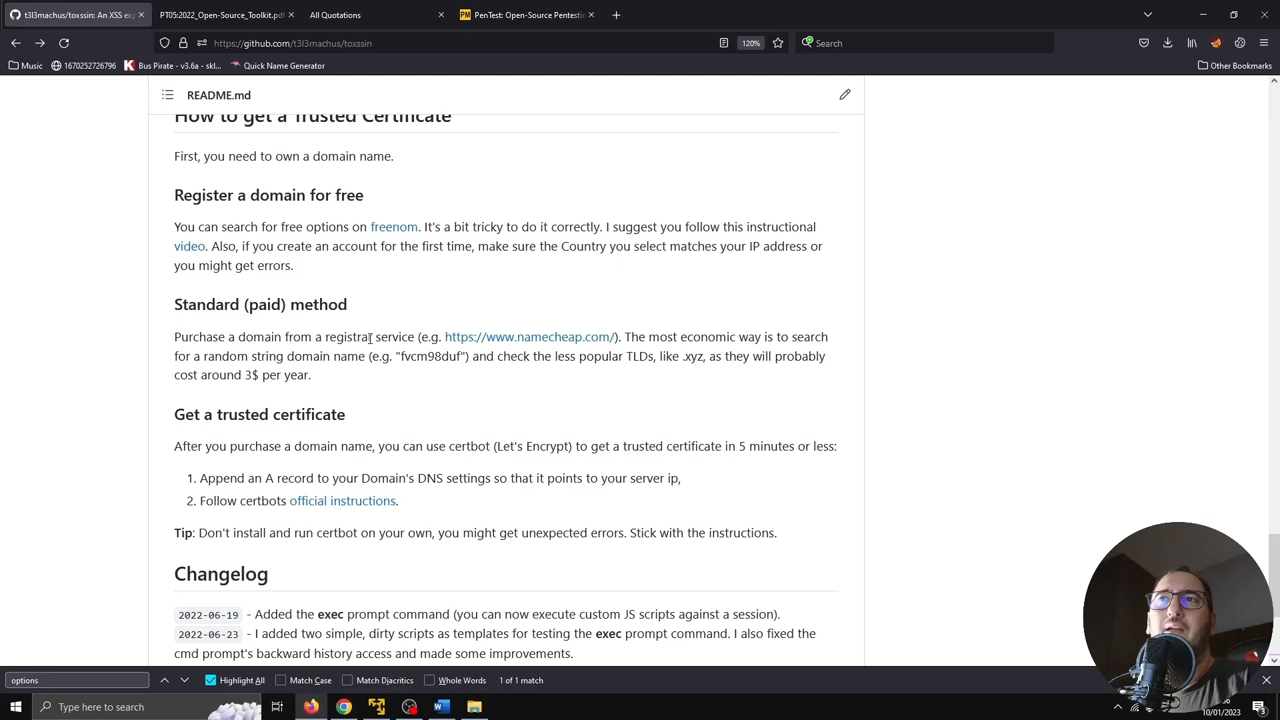 t3l3machus/toxssin: An XSS ex
PT05:2022_Open-Source_Toolkit.pdf
All Quotations
PM PenTest: Open-Source Pentestin
https://github.com/t3l3machus/toxssin
120%
Search
Music
1670252726796
Bus Pirate - v3.6a - skl...
Quick Name Generator
Other Bookmarks
README.md
How to get a Trusted Certificate
First, you need to own a domain name.
Register a domain for free
You can search for free options on freenom. It's a bit tricky to do it correctly. I suggest you follow this instructional
video. Also, if you create an account for the first time, make sure the Country you select matches your IP address or
you might get errors.
Standard (paid) method
Purchase a domain from a registrar service (e.g. https://www.namecheap.com/). The most economic way is to search
for a random string domain name (e.g. "fvcm98duf") and check the less popular TLDs, like .xyz, as they will probably
cost around 3$ per year.
Get a trusted certificate
After you purchase a domain name, you can use certbot (Let's Encrypt) to get a trusted certificate in 5 minutes or less:
1. Append an A record to your Domain's DNS settings so that it points to your server ip,
2. Follow certbots official instructions.
Tip: Don't install and run certbot on your own, you might get unexpected errors. Stick with the instructions.
Changelog
2022-06-19 - Added the exec prompt command (you can now execute custom JS scripts against a session).
2022-06-23 - I added two simple, dirty scripts as templates for testing the exec prompt command. I also fixed the
cmd prompt's backward history access and made some improvements.
options
Highlight All
Match Case
Match Diacritics
Whole Words
1 of 1 match
Type here to search
10/01/2023